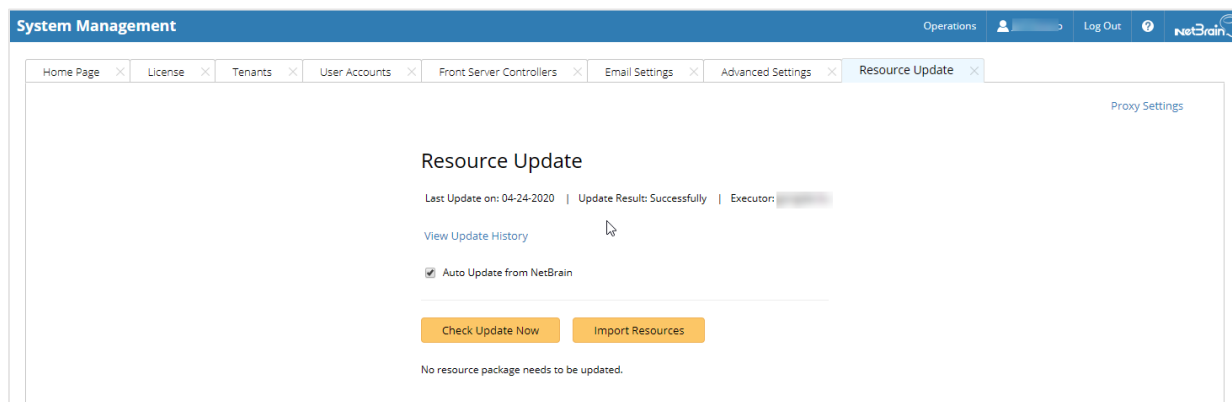 System Management Operations Log Out ? NetBrain
Home Page License Tenants User Accounts Front Server Controllers Email Settings Advanced Settings Resource Update
Proxy Settings
Resource Update
Last Update on: 04-24-2020 | Update Result: Successfully | Executor:
View Update History
Auto Update from NetBrain
Check Update Now Import Resources
No resource package needs to be updated.